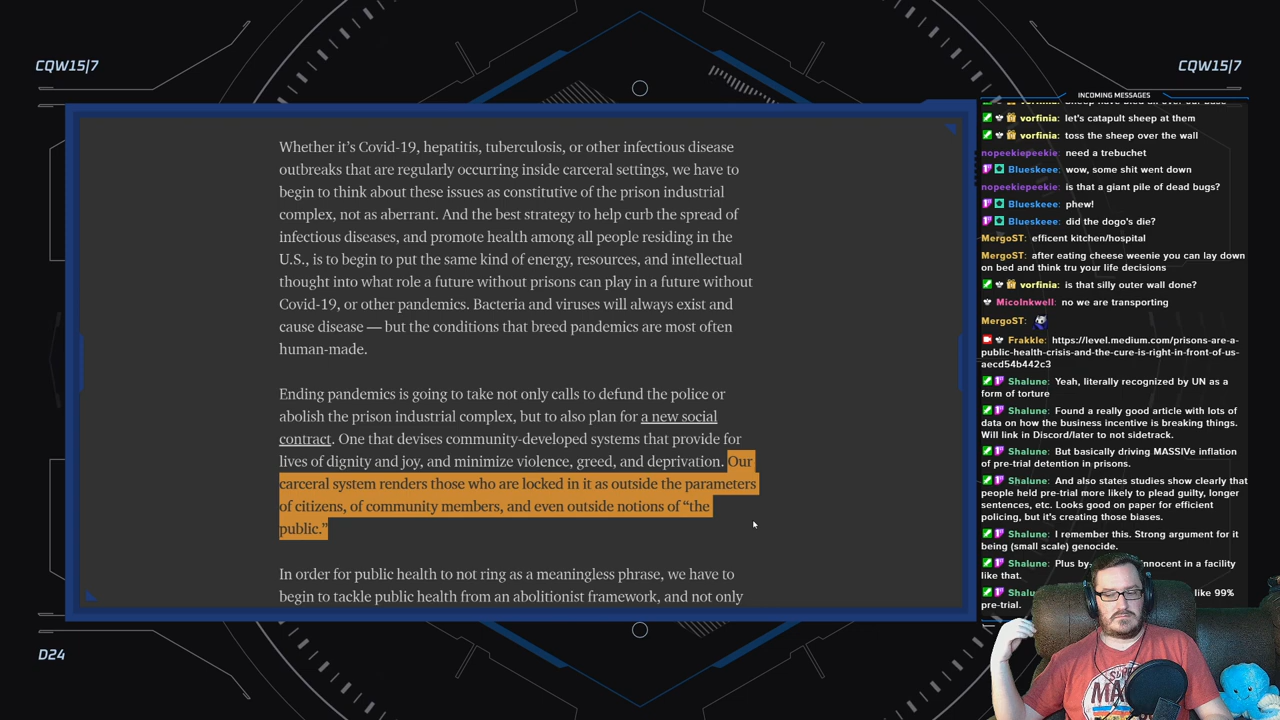 CQW15|7
CQW15|7
Whether it's Covid-19, hepatitis, tuberculosis, or other infectious disease
outbreaks that are regularly occurring inside carceral settings, we have to
begin to think about these issues as constitutive of the prison industrial
complex, not as aberrant. And the best strategy to help curb the spread of
infectious diseases, and promote health among all people residing in the
U.S., is to begin to put the same kind of energy, resources, and intellectual
thought into what role a future without prisons can play in a future without
Covid-19, or other pandemics. Bacteria and viruses will always exist and
cause disease — but the conditions that breed pandemics are most often
human-made.
Ending pandemics is going to take not only calls to defund the police or
abolish the prison industrial complex, but to also plan for a new social
contract. One that devises community-developed systems that provide for
lives of dignity and joy, and minimize violence, greed, and deprivation. Our
carceral system renders those who are locked in it as outside the parameters
of citizens, of community members, and even outside notions of “the
public.”
In order for public health to not ring as a meaningless phrase, we have to
begin to tackle public health from an abolitionist framework, and not only
D24
INCOMING MESSAGES
vorfinia: let's catapult sheep at them
vorfinia: toss the sheep over the wall
nopeekiepeekie: need a trebuchet
Blueskeee: wow, some shit went down
nopeekiepeekie: is that a giant pile of dead bugs?
Blueskeee: phew!
Blueskeee: did the dogo's die?
MergoST: efficent kitchen/hospital
MergoST: after eating cheese weenie you can lay down
on bed and think tru your life decisions
vorfinia: is that silly outer wall done?
MicoInkwell: no we are transporting
MergoST:
Frakkle: https://level.medium.com/prisons-are-a-
public-health-crisis-and-the-cure-is-right-in-front-of-us-
aecd54b442c3
Shalune: Yeah, literally recognized by UN as a
form of torture
Shalune: Found a really good article with lots of
data on how the business incentive is breaking things.
Will link in Discord/later to not sidetrack.
Shalune: But basically driving MASSIVe inflation
of pre-trial detention in prisons.
Shalune: And also states studies show clearly that
people held pre-trial more likely to plead guilty, longer
sentences, etc. Looks good on paper for efficient
policing, but it's creating those biases.
Shalune: I remember this. Strong argument for it
being (small scale) genocide.
Shalune: Plus by- innocent in a facility
like that.
like 99%
pre-trial.